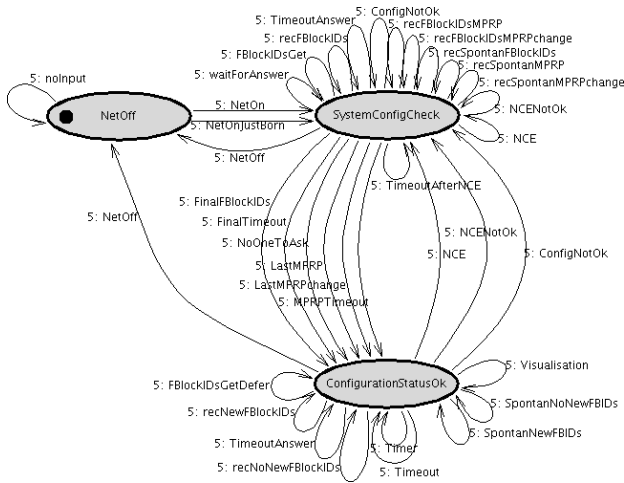 5: ConfigNotOk
5: TimeoutAnswer
5: recFBlockIDsMPRP
5: recFBlockIDs
5: recFBlockIDsMPRPchange
5: FBlockIDsGet
5: recSpontanFBlockIDs
5: recSpontanMPRP
5: waitForAnswer
5: recSpontanMPRPchange
5: noInput
5: NetOn
5: NCENotOk
NetOff
SystemConfigCheck
5: NetOnJustBorn
5: NCE
5: NetOff
5: TimeoutAfterNCE
5: FinalFBlockIDs
5: NetOff
5: FinalTimeout
5: NCENotOk
5: NoOneToAsk
5: NCE
5: ConfigNotOk
5: LastMPRP
5: LastMPRPchange
5: MPRPTimeout
5: Visualisation
5: FBlockIDsGetDefer
ConfigurationStatusOk
5: SpontanNoNewFBIDs
5: recNewFBlockIDs
5: SpontanNewFBIDs
5: TimeoutAnswer
5: Timer
5: recNoNewFBlockIDs
5: Timeout